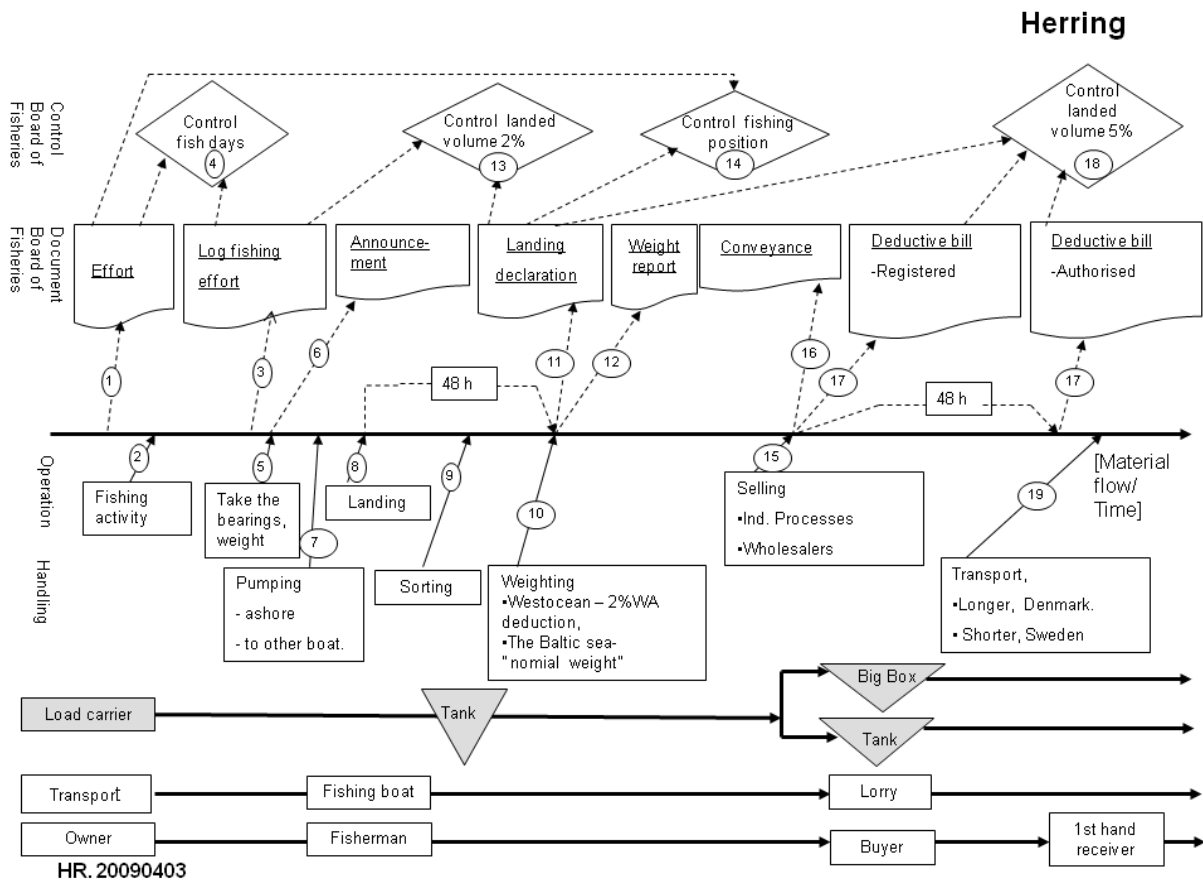 Herring
Control
Board of
Fisheries
Control
fish days
4
Control landed
volume 2%
13
Control fishing
position
14
Control
landed
volume 5%
18
Document
Board of
Fisheries
Effort
Log fishing
effort
Announce-
ment
Landing
declaration
Weight
report
Conveyance
Deductive bill
-Registered
Deductive bill
-Authorised
1
3
6
48 h
11
12
16
17
48 h
17
Operation
Handling
2
Fishing
activity
5
Take the
bearings,
weight
7
Pumping
- ashore
- to other boat.
8
Landing
9
Sorting
10
Weighting
▪Westocean – 2%WA
deduction,
▪The Baltic sea-
"nomial weight"
15
Selling
▪Ind. Processes
▪Wholesalers
19
Transport,
▪Longer, Denmark.
▪ Shorter, Sweden
[Material
flow/
Time]
Load carrier
Tank
Big Box
Tank
Transport
Fishing boat
Lorry
Owner
Fisherman
Buyer
1st hand
receiver
HR. 20090403